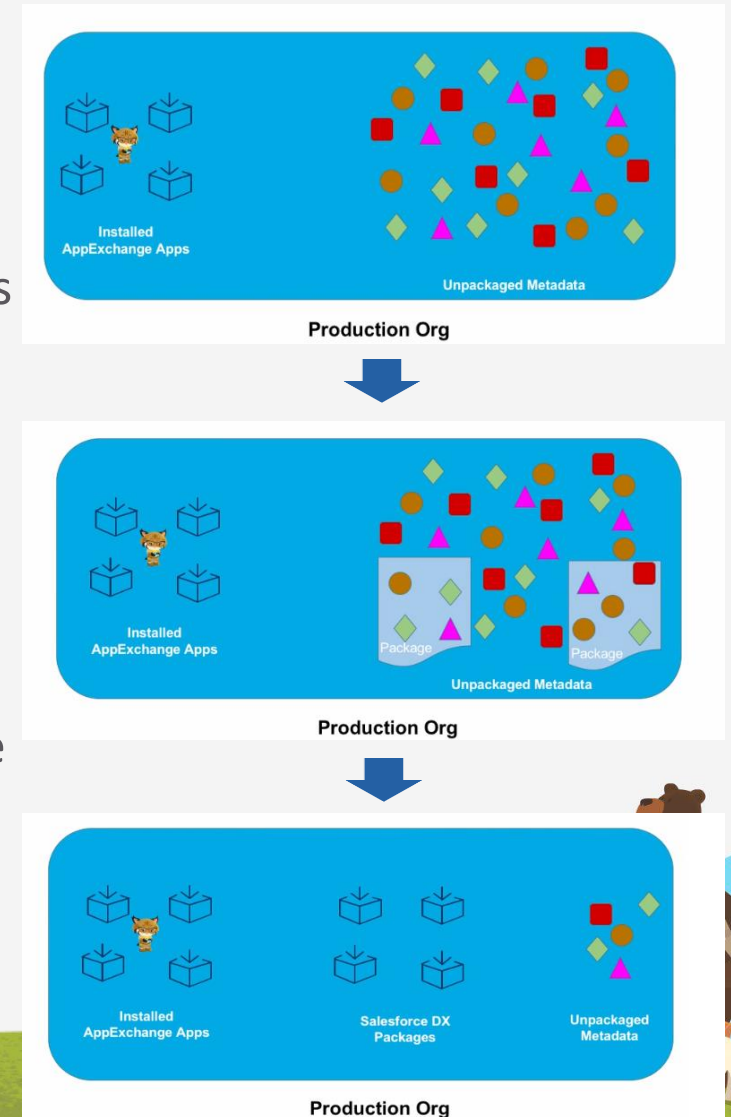 Installed
AppExchange Apps
Unpackaged Metadata
s
Production Org
Installed
AppExchange Apps
Package
Package
Unpackaged Metadata
Production Org
e
Installed
AppExchange Apps
Salesforce DX
Packages
Unpackaged
Metadata
Production Org